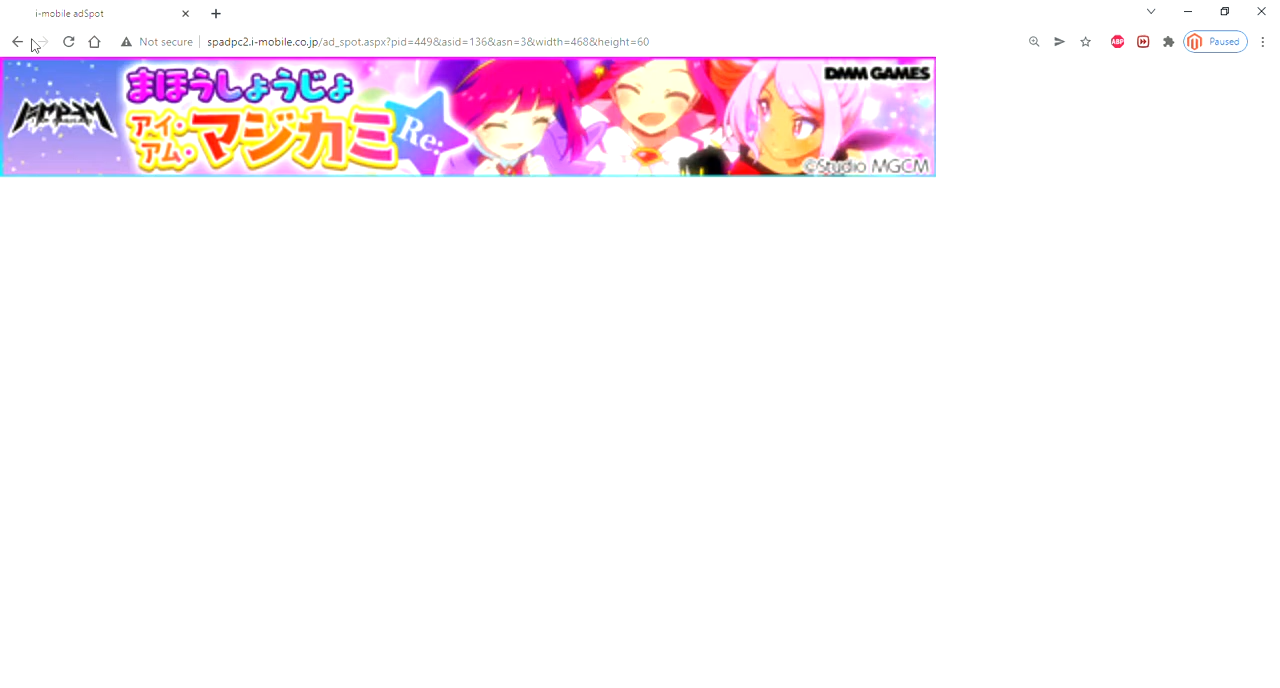 i-mobile adSpot
Not secure
spadpc2.i-mobile.co.jp/ad_spot.aspx?pid=449&asid=136&asn=3&width=468&height=60
ABP
Paused
まほうしょうじょ
アイ・
アム・
マジカミ
Re:
DMM GAMES
©Studio MGCM